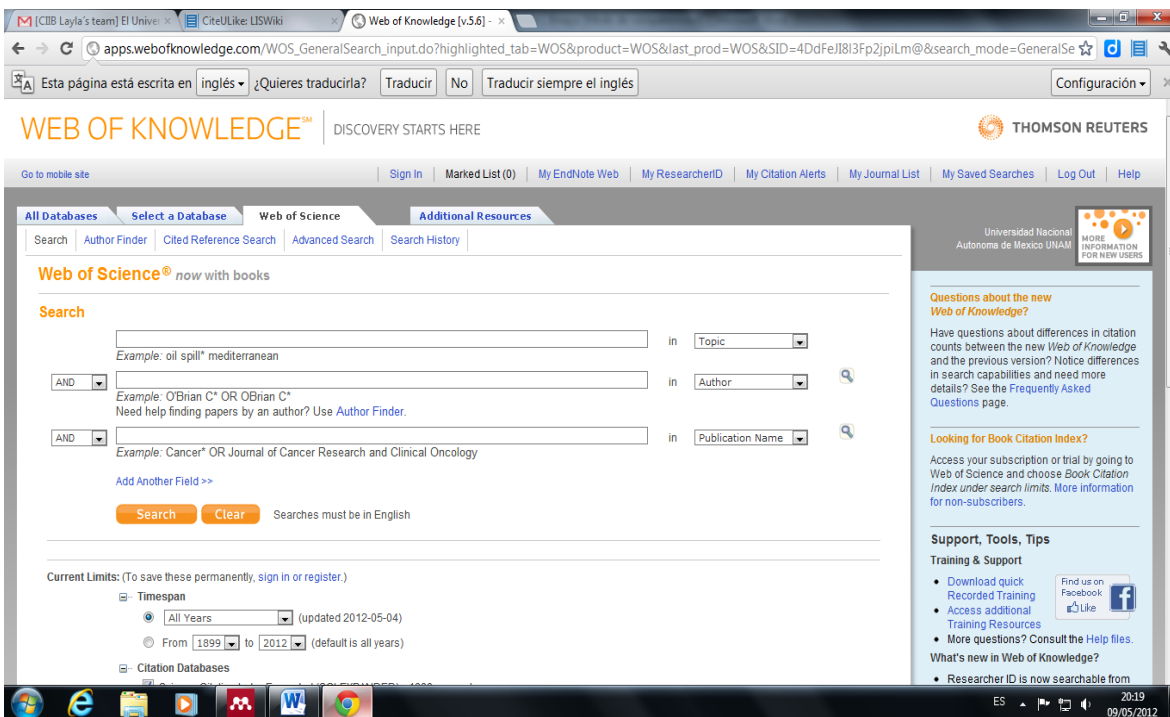 [CIIB Layla's team] El Univer
CiteULike: LISWiki
Web of Knowledge [v.5.6] -
apps.webofknowledge.com/WOS_GeneralSearch_input.do?highlighted_tab=WOS&product=WOS&last_prod=WOS&SID=4DdFeJI8I3Fp2jpiLm@&search_mode=GeneralSe
Esta página está escrita en inglés ¿Quieres traducirla? Traducir No Traducir siempre el inglés Configuración
WEB OF KNOWLEDGE℠ DISCOVERY STARTS HERE
THOMSON REUTERS
Go to mobile site
Sign In Marked List (0) My EndNote Web My ResearcherID My Citation Alerts My Journal List My Saved Searches Log Out Help
All Databases Select a Database Web of Science Additional Resources
Search Author Finder Cited Reference Search Advanced Search Search History
Universidad Nacional
Autonoma de Mexico UNAM
MORE
INFORMATION
FOR NEW USERS
Web of Science® now with books
Search
in Topic
Example: oil spill* mediterranean
AND in Author
Example: O'Brian C* OR OBrian C*
Need help finding papers by an author? Use Author Finder.
AND in Publication Name
Example: Cancer* OR Journal of Cancer Research and Clinical Oncology
Add Another Field >>
Search Clear Searches must be in English
Current Limits: (To save these permanently, sign in or register.)
Timespan
All Years (updated 2012-05-04)
From 1899 to 2012 (default is all years)
Citation Databases
Questions about the new
Web of Knowledge?
Have questions about differences in citation
counts between the new Web of Knowledge
and the previous version? Notice differences
in search capabilities and need more
details? See the Frequently Asked
Questions page.
Looking for Book Citation Index?
Access your subscription or trial by going to
Web of Science and choose Book Citation
Index under search limits. More information
for non-subscribers.
Support, Tools, Tips
Training & Support
Download quick
Recorded Training
Access additional
Training Resources
Find us on
Facebook
Like
More questions? Consult the Help files.
What's new in Web of Knowledge?
Researcher ID is now searchable from
ES
20:19
09/05/2012